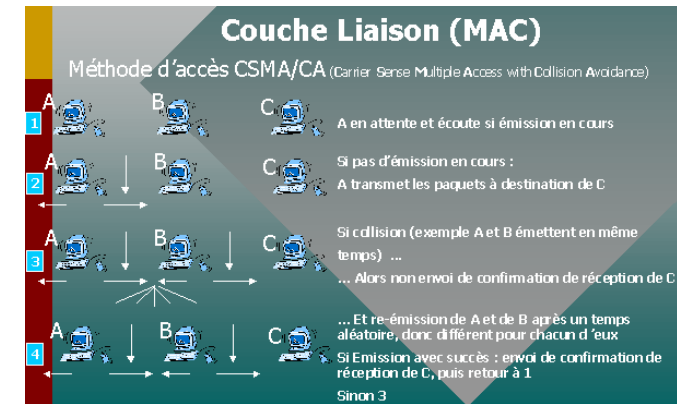 Couche Liaison (MAC)
Méthode d'accès CSMA/CA (Carrier Sense Multiple Access with Collision Avoidance)
A B C
1 A en attente et écoute si émission en cours
A B C
Si pas d'émission en cours :
2 A transmet les paquets à destination de C
A B C
Si collision (exemple A et B émettent en même
temps) ...
3 ... Alors non envoi de confirmation de réception de C
A B C
... Et re-émission de A et de B après un temps
aléatoire, donc différent pour chacun d 'eux
4 Si Emission avec succès : envoi de confirmation de
réception de C, puis retour à 1
Sinon 3